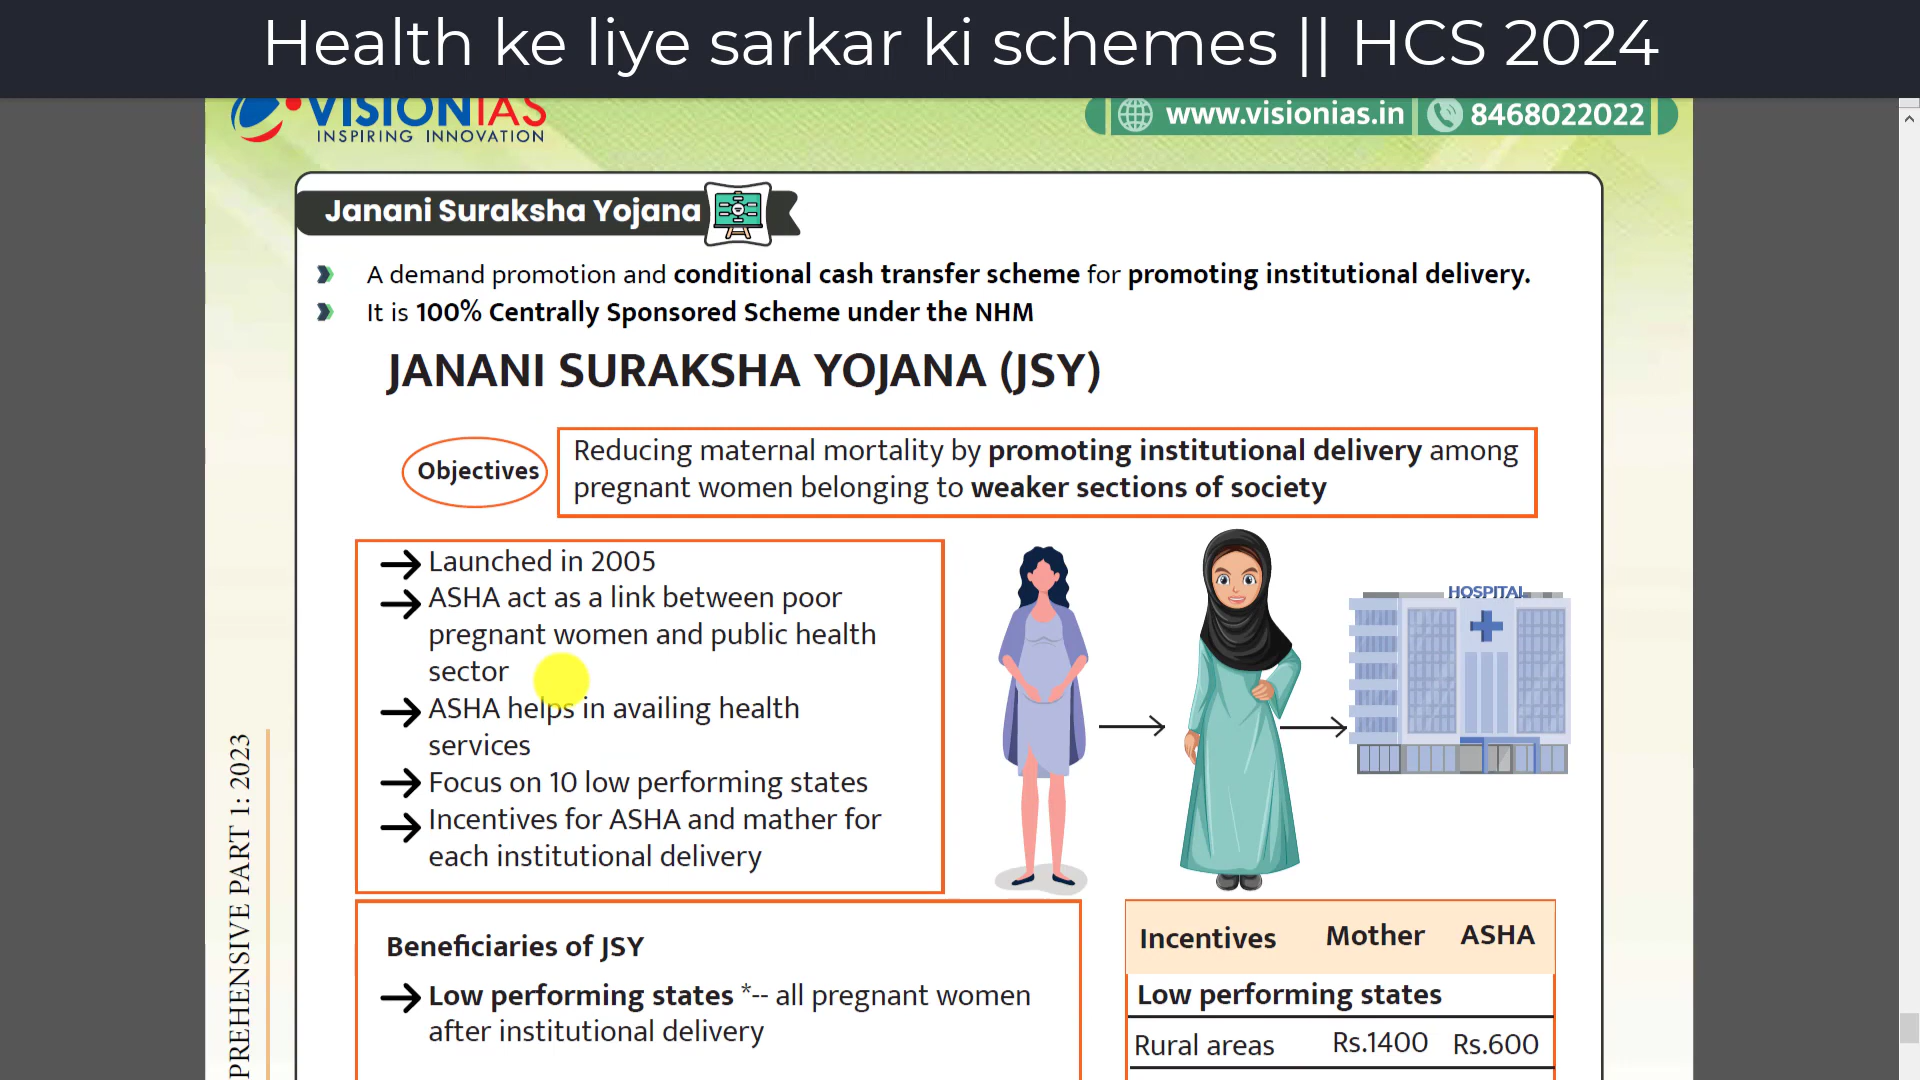 Health ke liye sarkar ki schemes || HCS 2024
VISIONIAS
INSPIRING INNOVATION
www.visionias.in
8468022022
Janani Suraksha Yojana
A demand promotion and conditional cash transfer scheme for promoting institutional delivery.
It is 100% Centrally Sponsored Scheme under the NHM
JANANI SURAKSHA YOJANA (JSY)
Objectives
Reducing maternal mortality by promoting institutional delivery among
pregnant women belonging to weaker sections of society
Launched in 2005
ASHA act as a link between poor
pregnant women and public health
sector
ASHA helps in availing health
services
Focus on 10 low performing states
Incentives for ASHA and mather for
each institutional delivery
HOSPITAL
Beneficiaries of JSY
Low performing states *-- all pregnant women
after institutional delivery
Incentives Mother ASHA
Low performing states
Rural areas Rs.1400 Rs.600
PREHENSIVE PART 1: 2023